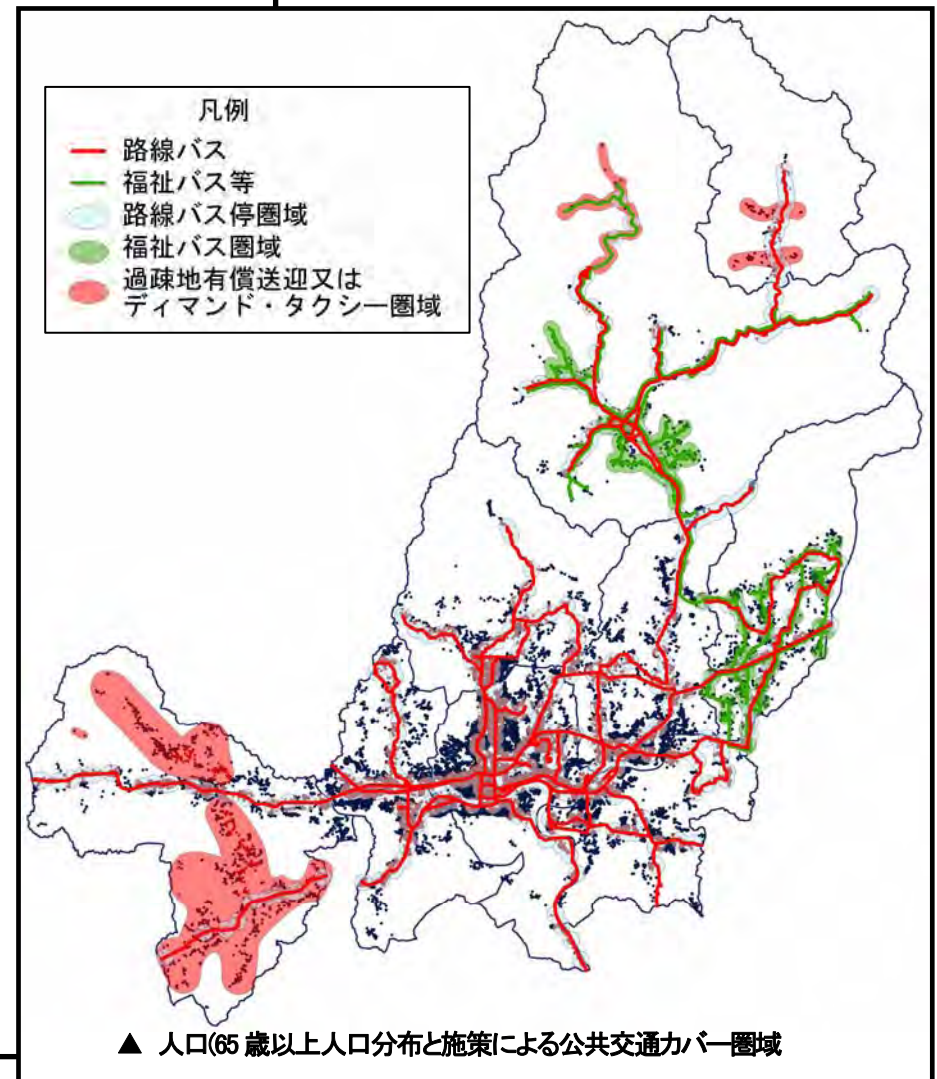 凡例
路線バス
福祉バス等
路線バス停圏域
福祉バス圏域
過疎地有償送迎又は
ディマンド・タクシー圏域
▲ 人口(65歳以上人口分布と施策による公共交通カバー圏域